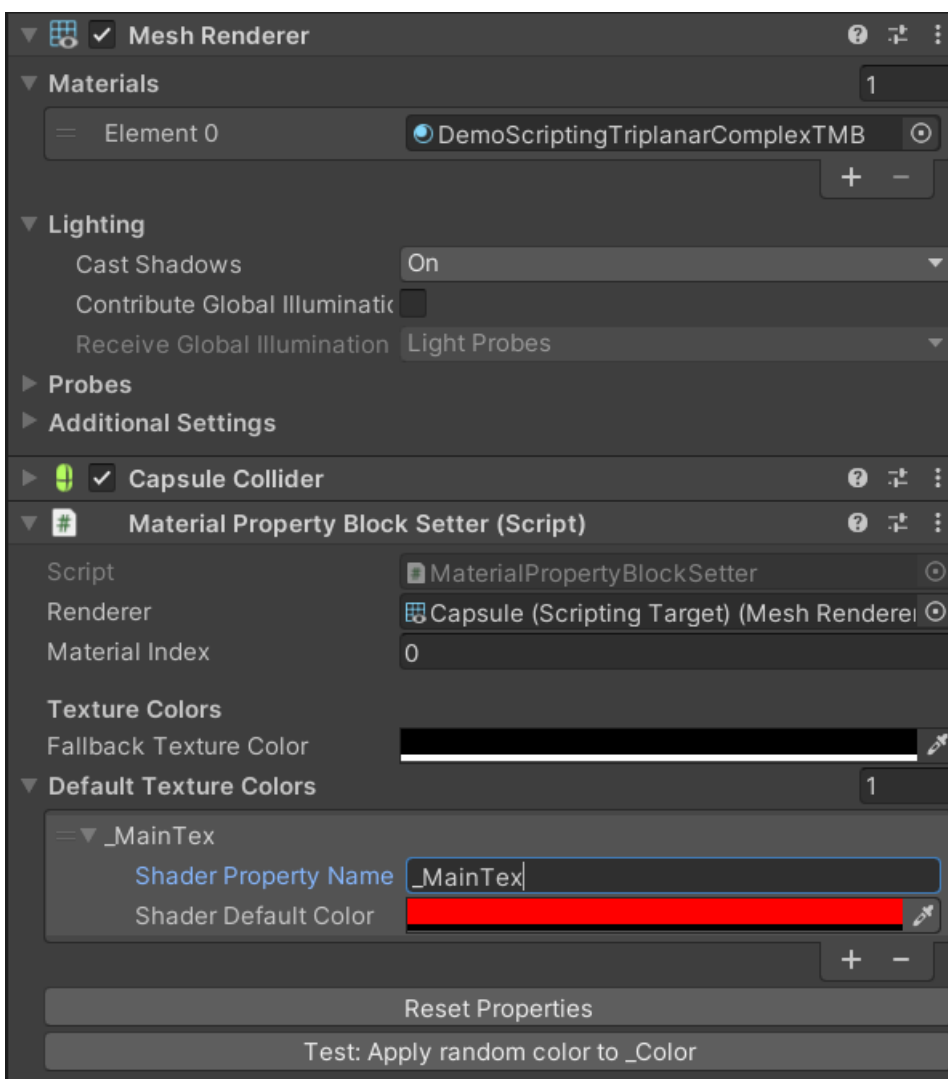 Mesh Renderer
Materials 1
Element 0 DemoScriptingTriplanarComplexTMB
+ −
Lighting
Cast Shadows On
Contribute Global Illuminatic
Receive Global Illumination Light Probes
Probes
Additional Settings
Capsule Collider
# Material Property Block Setter (Script)
Script # MaterialPropertyBlockSetter
Renderer Capsule (Scripting Target) (Mesh Renderer
Material Index 0
Texture Colors
Fallback Texture Color
Default Texture Colors 1
_MainTex
Shader Property Name _MainTex
Shader Default Color
+ −
Reset Properties
Test: Apply random color to _Color